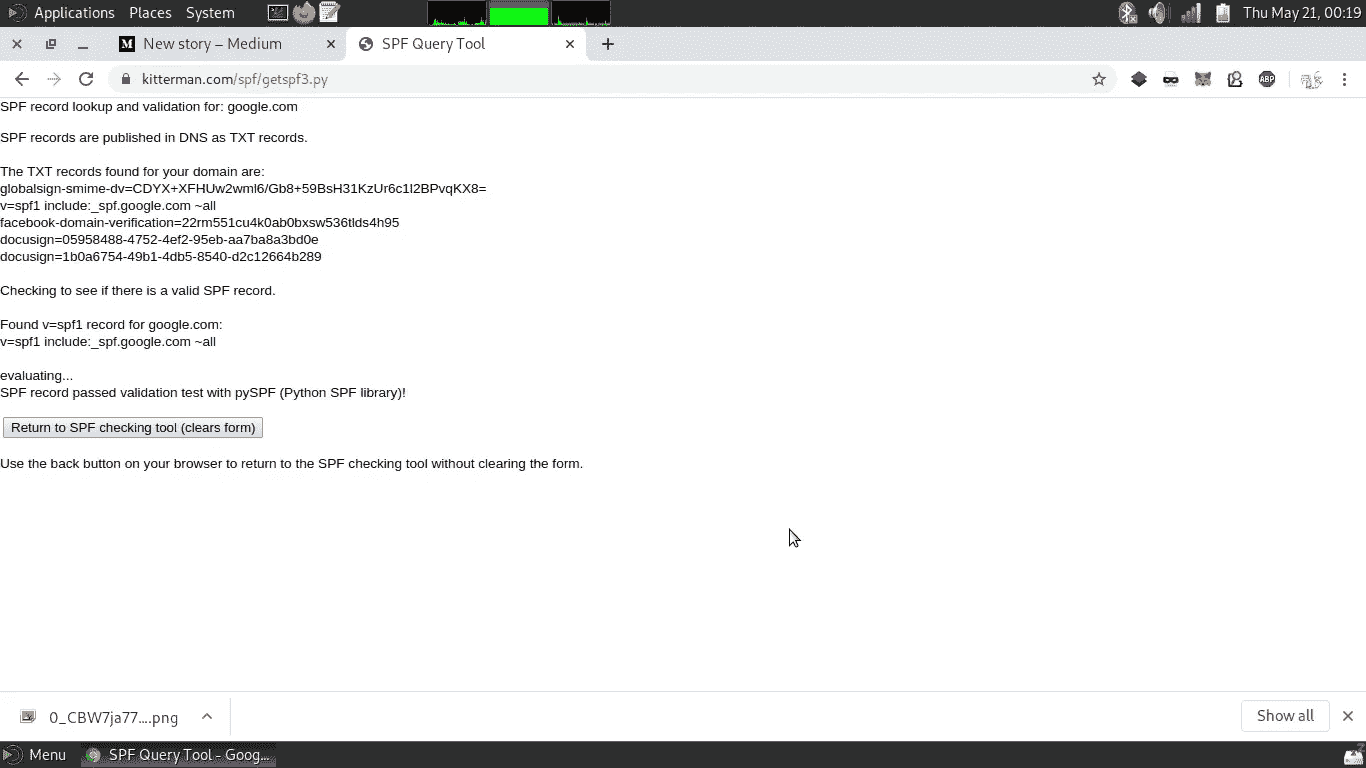 Applications Places System
Thu May 21, 00:19
New story – Medium
SPF Query Tool
kitterman.com/spf/getspf3.py
ABP
SPF record lookup and validation for: google.com
SPF records are published in DNS as TXT records.
The TXT records found for your domain are:
globalsign-smime-dv=CDYX+XFHUw2wml6/Gb8+59BsH31KzUr6c1l2BPvqKX8=
v=spf1 include:_spf.google.com ~all
facebook-domain-verification=22rm551cu4k0ab0bxsw536tlds4h95
docusign=05958488-4752-4ef2-95eb-aa7ba8a3bd0e
docusign=1b0a6754-49b1-4db5-8540-d2c12664b289
Checking to see if there is a valid SPF record.
Found v=spf1 record for google.com:
v=spf1 include:_spf.google.com ~all
evaluating...
SPF record passed validation test with pySPF (Python SPF library)!
Return to SPF checking tool (clears form)
Use the back button on your browser to return to the SPF checking tool without clearing the form.
0_CBW7ja77....png
Show all
Menu
SPF Query Tool - Goog...